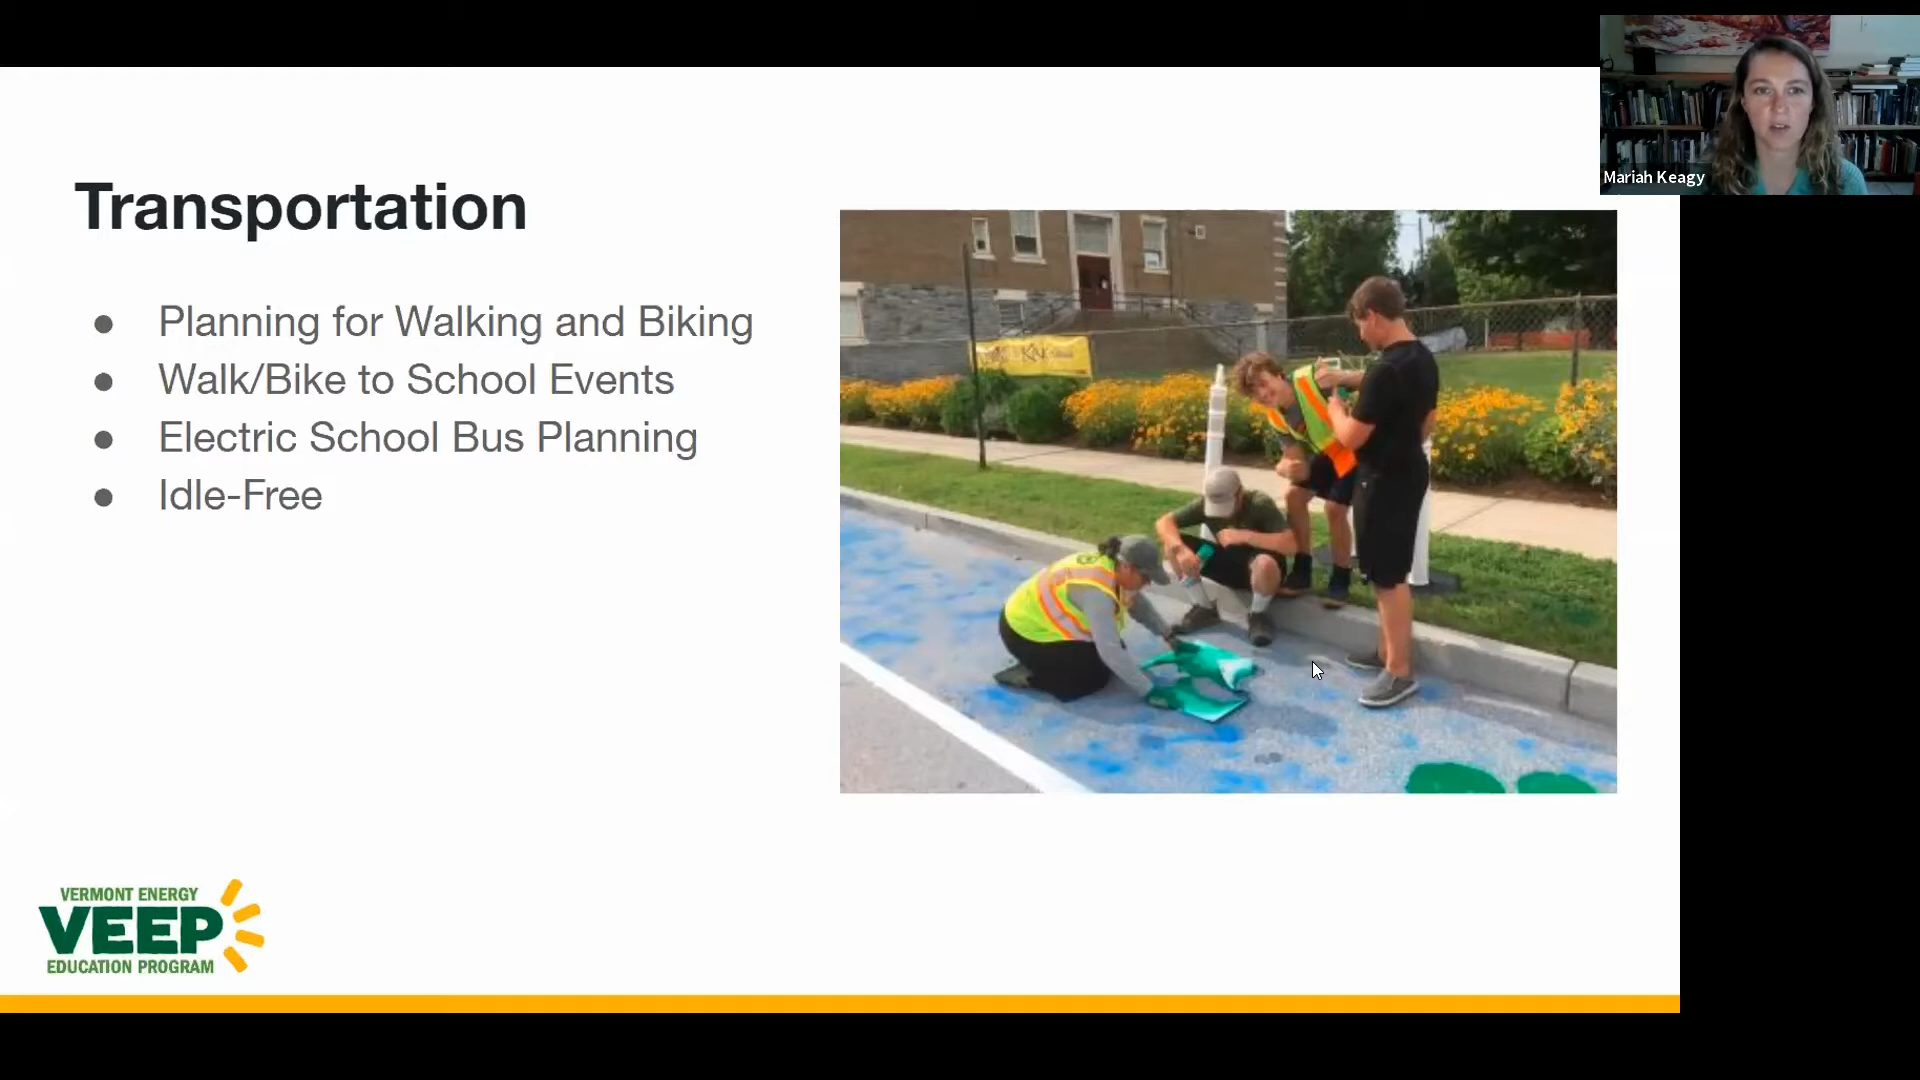 Mariah Keagy
Transportation
● Planning for Walking and Biking
● Walk/Bike to School Events
● Electric School Bus Planning
● Idle-Free
VERMONT ENERGY
VEEP
EDUCATION PROGRAM